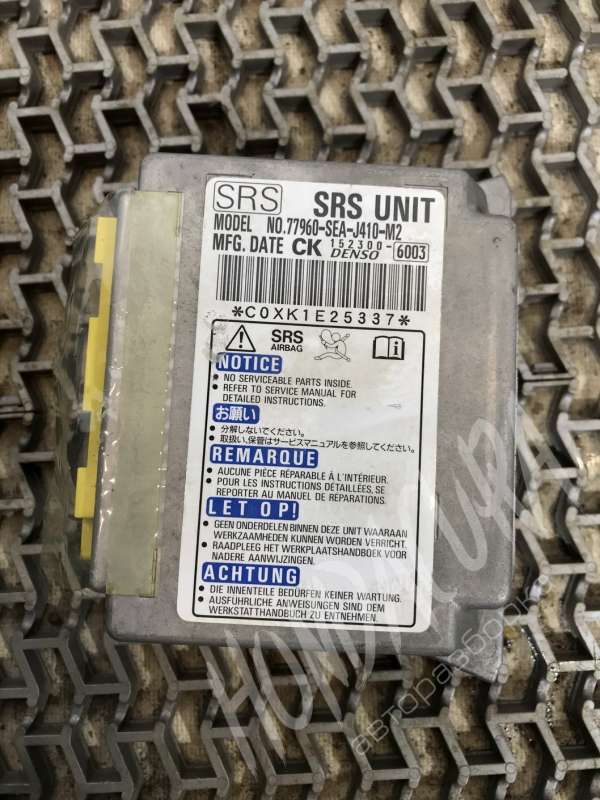 SRS SRS UNIT
MODEL NO.77960-SEA-J410-M2
MFG. DATE CK 152300-6003
DENSO
*C0XK1E25337*
SRS
AIRBAG
NOTICE
• NO SERVICEABLE PARTS INSIDE.
• REFER TO SERVICE MANUAL FOR
DETAILED INSTRUCTIONS.
お願い
• 分解しないでください。
• 取扱い、保管はサービスマニュアルを参照してください。
REMARQUE
• AUCUNE PIÈCE RÉPARABLE À L'INTÉRIEUR.
• POUR LES INSTRUCTIONS DÉTAILLÉES, SE
REPORTER AU MANUEL DE RÉPARATIONS.
LET OP!
• GEEN ONDERDELEN BINNEN DEZE UNIT WAARAAN
WERKZAAMHEDEN KUNNEN WORDEN VERRICHT.
• RAADPLEEG HET WERKPLAATSHANDBOEK VOOR
NADERE AANWIJZINGEN.
ACHTUNG
• DIE INNENTEILE BEDÜRFEN KEINER WARTUNG.
• AUSFÜHRLICHE ANWEISUNGEN SIND DEM
WERKSTATTHANDBUCH ZU ENTNEHMEN.
HONDAKURA
авторазборка